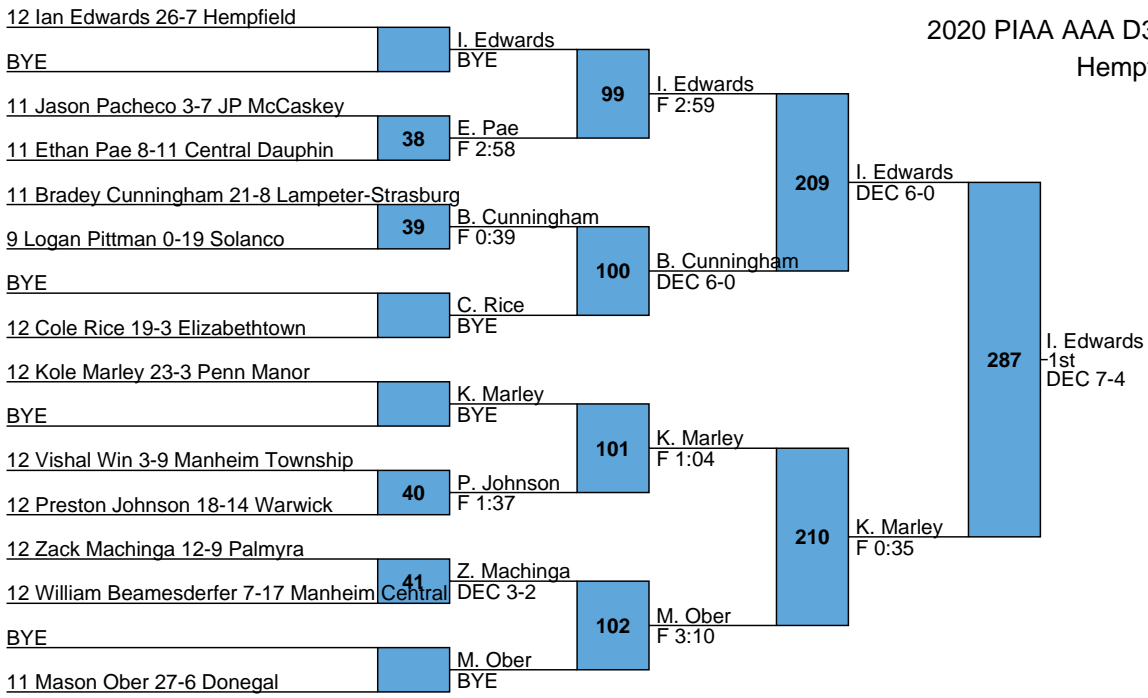 12 Ian Edwards 26-7 Hempfield
BYE
11 Jason Pacheco 3-7 JP McCaskey
11 Ethan Pae 8-11 Central Dauphin
11 Bradey Cunningham 21-8 Lampeter-Strasburg
9 Logan Pittman 0-19 Solanco
BYE
12 Cole Rice 19-3 Elizabethtown
12 Kole Marley 23-3 Penn Manor
BYE
12 Vishal Win 3-9 Manheim Township
12 Preston Johnson 18-14 Warwick
12 Zack Machinga 12-9 Palmyra
12 William Beamesderfer 7-17 Manheim Central
BYE
11 Mason Ober 27-6 Donegal
38
39
40
41
I. Edwards
BYE
E. Pae
F 2:58
B. Cunningham
F 0:39
C. Rice
BYE
K. Marley
BYE
P. Johnson
F 1:37
Z. Machinga
DEC 3-2
M. Ober
BYE
99
100
101
102
I. Edwards
F 2:59
B. Cunningham
DEC 6-0
K. Marley
F 1:04
M. Ober
F 3:10
209
210
I. Edwards
DEC 6-0
K. Marley
F 0:35
287
I. Edwards
1st
DEC 7-4
2020 PIAA AAA D3
Hempf